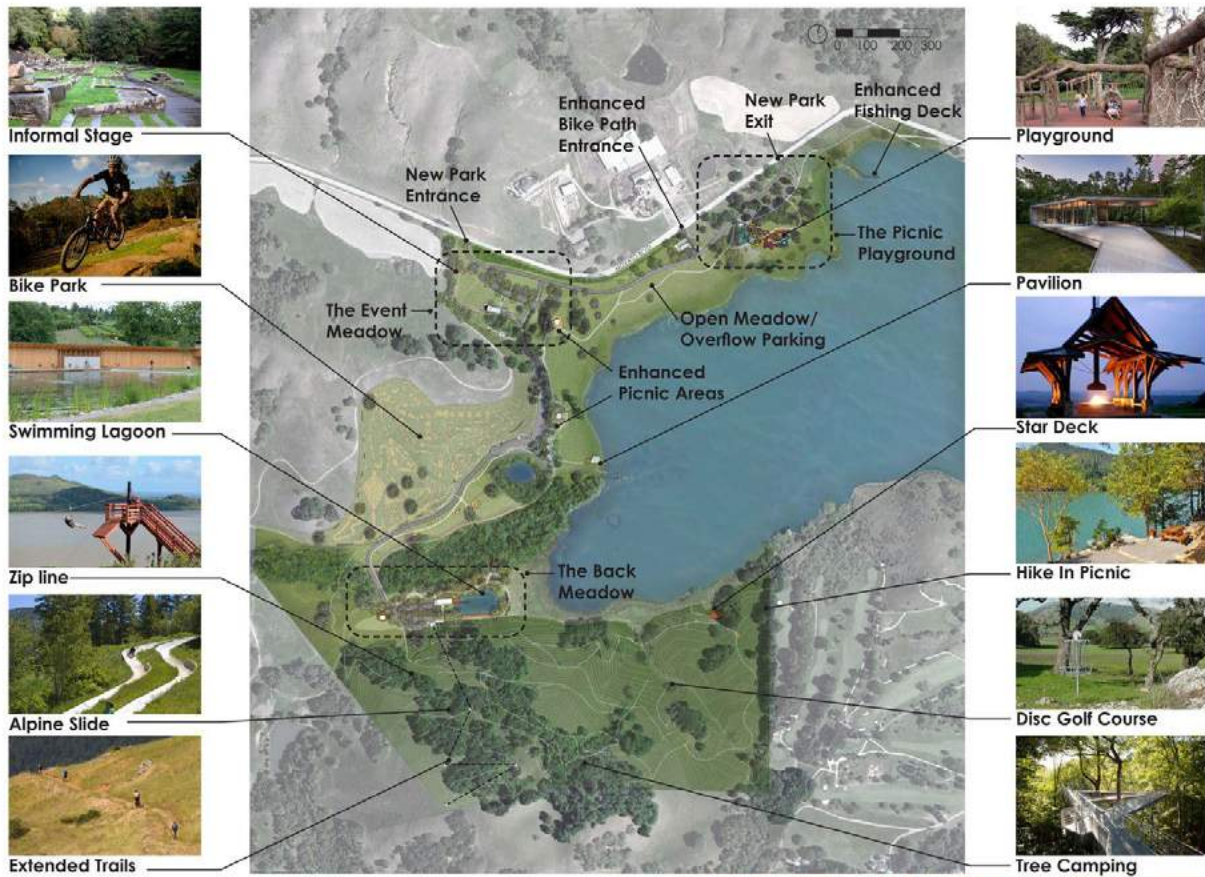 0 100 200 300
Informal Stage
Bike Park
Swimming Lagoon
Zip line
Alpine Slide
Extended Trails
New Park
Entrance
Enhanced
Bike Path
Entrance
New Park
Exit
Enhanced
Fishing Deck
The Picnic
Playground
The Event
Meadow
Open Meadow/
Overflow Parking
Enhanced
Picnic Areas
The Back
Meadow
Playground
Pavilion
Star Deck
Hike In Picnic
Disc Golf Course
Tree Camping